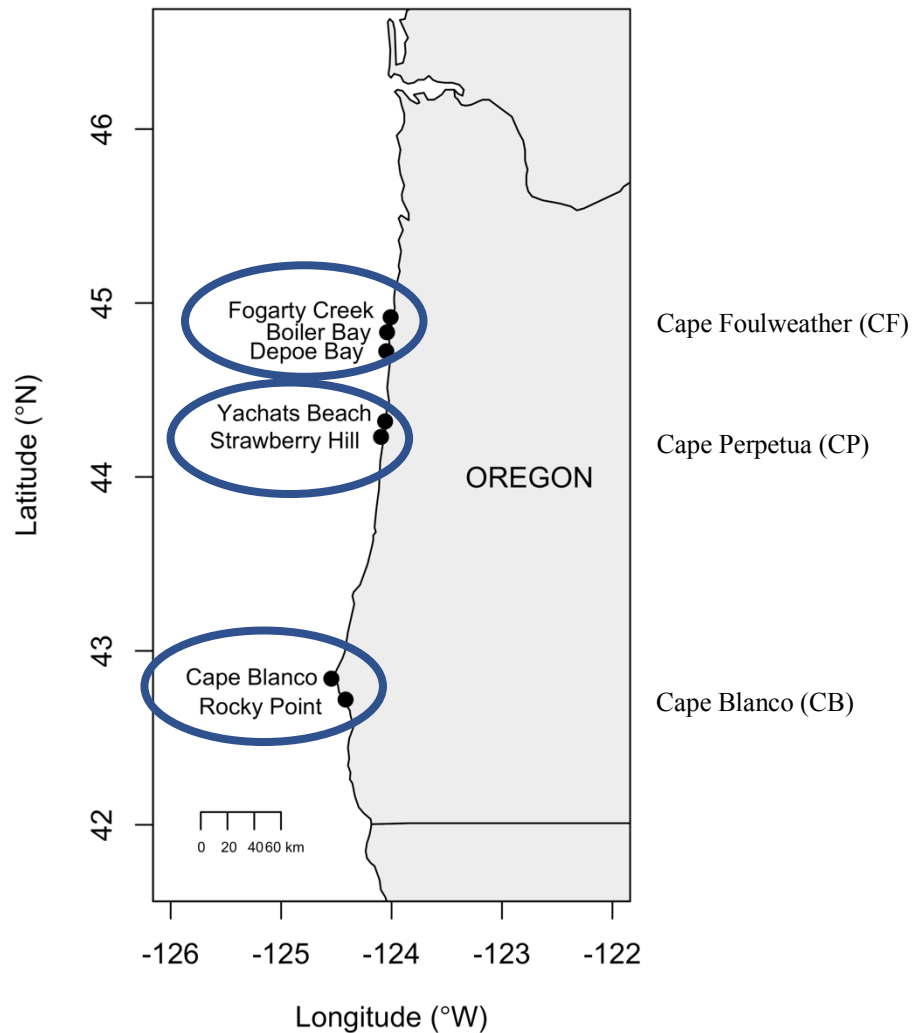 46
45
44
43
42
Latitude (°N)
Fogarty Creek
Boiler Bay
Depoe Bay
Cape Foulweather (CF)
Yachats Beach
Strawberry Hill
Cape Perpetua (CP)
OREGON
Cape Blanco
Rocky Point
Cape Blanco (CB)
0 20 40 60 km
-126 -125 -124 -123 -122
Longitude (°W)